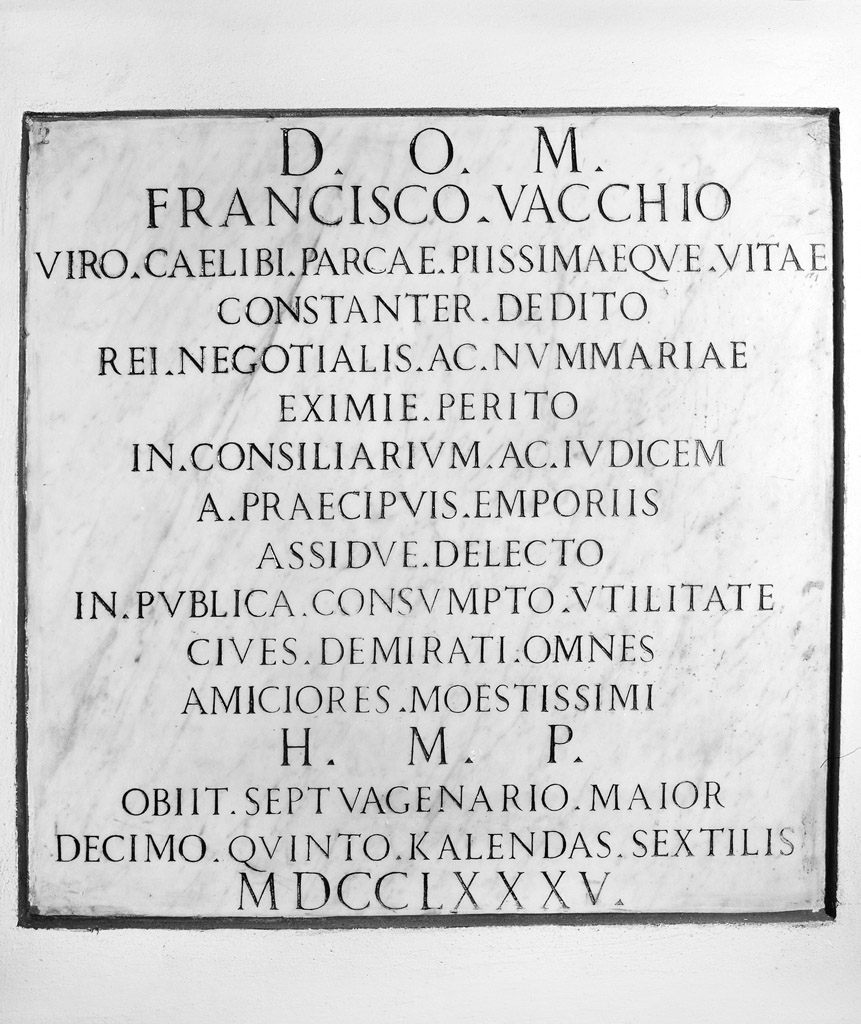 2
D. O. M.
FRANCISCO.VACCHIO
VIRO.CAELIBI.PARCAE.PIISSIMAEQVE.VITAE
CONSTANTER.DEDITO
REI.NEGOTIALIS.AC.NVMMARIAE
EXIMIE.PERITO
IN.CONSILIARIVM.AC.IVDICEM
A.PRAECIPVIS.EMPORIIS
ASSIDVE.DELECTO
IN.PVBLICA.CONSVMPTO.VTILITATE
CIVES.DEMIRATI.OMNES
AMICIORES.MOESTISSIMI
H. M. P.
OBIIT.SEPTVAGENARIO.MAIOR
DECIMO.QVINTO.KALENDAS.SEXTILIS
MDCCLXXXV.